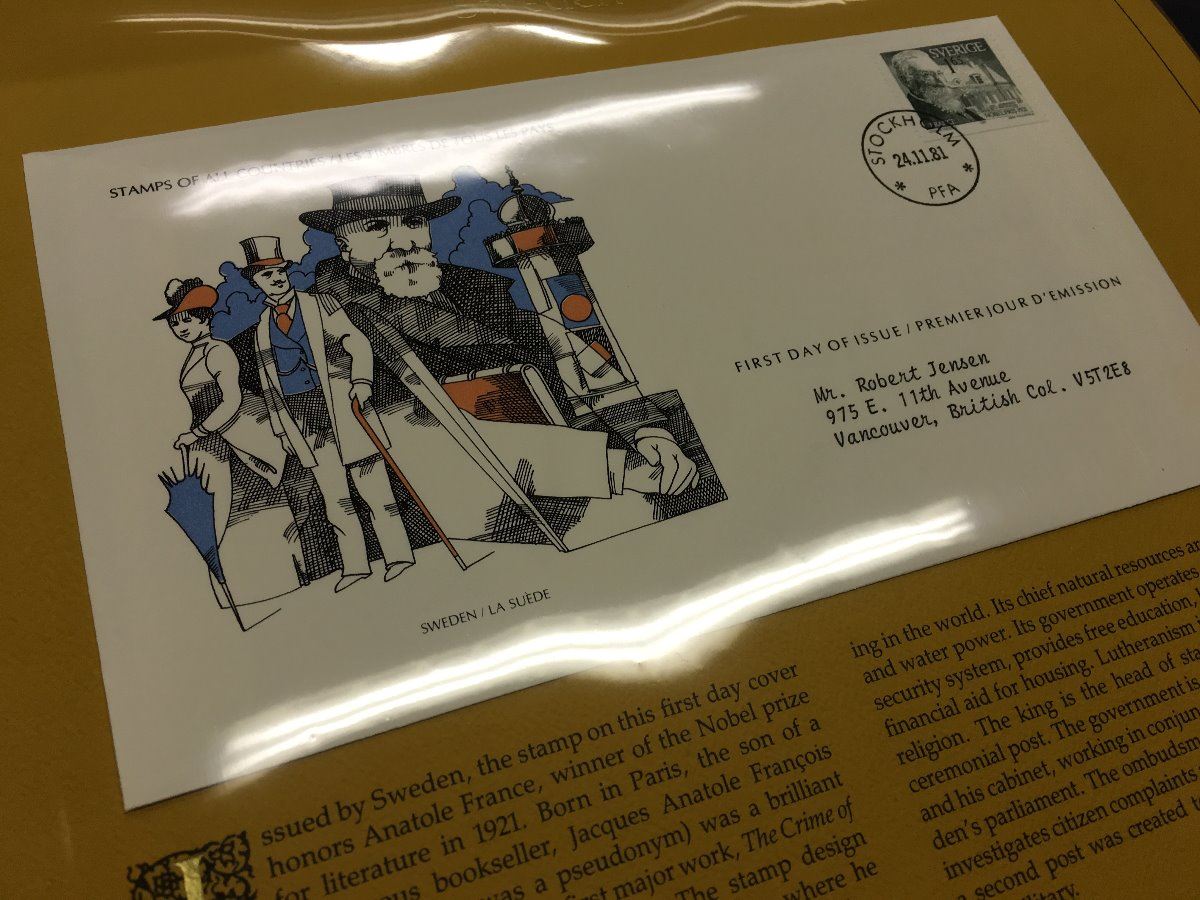 SVERIGE
165
STOCKHOLM
24.11.81
* PFA *
STAMPS OF ALL COUNTRIES / LES TIMBRES DE TOUS LES PAYS
FIRST DAY OF ISSUE / PREMIER JOUR D'EMISSION
Mr. Robert Jensen
975 E. 11th Avenue
Vancouver, British Col. V5T2E8
SWEDEN / LA SUÈDE
Issued by Sweden, the stamp on this first day cover
honors Anatole France, winner of the Nobel prize
for literature in 1921. Born in Paris, the son of a
bookseller, Jacques Anatole François
was a pseudonym) was a brilliant
major work, The Crime of
The stamp design
where he
ing in the world. Its chief natural resources
and water power. Its government operates
security system, provides free education,
financial aid for housing. Lutheranism
religion. The king is the head of
ceremonial post. The government is
and his cabinet, working in
den's parliament. The
investigates citizen complaints
a second post was created